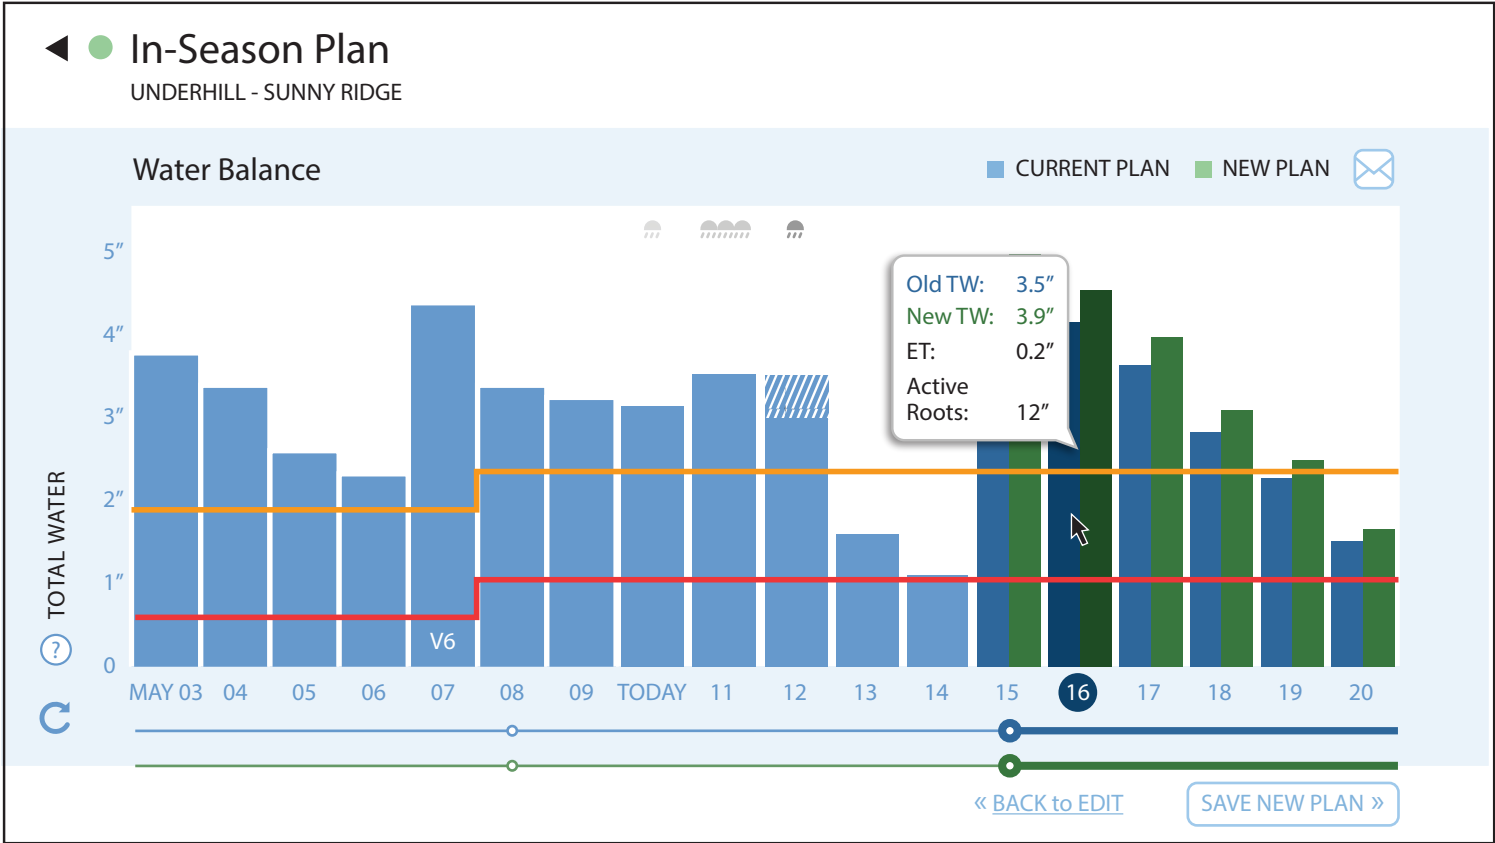 In-Season Plan
UNDERHILL - SUNNY RIDGE
Water Balance
CURRENT PLAN
NEW PLAN
5”
4”
3”
2”
1”
0
TOTAL WATER
?
Old TW: 3.5”
New TW: 3.9”
ET: 0.2”
Active
Roots: 12”
V6
MAY 03 04 05 06 07 08 09 TODAY 11 12 13 14 15 16 17 18 19 20
« BACK to EDIT
SAVE NEW PLAN »